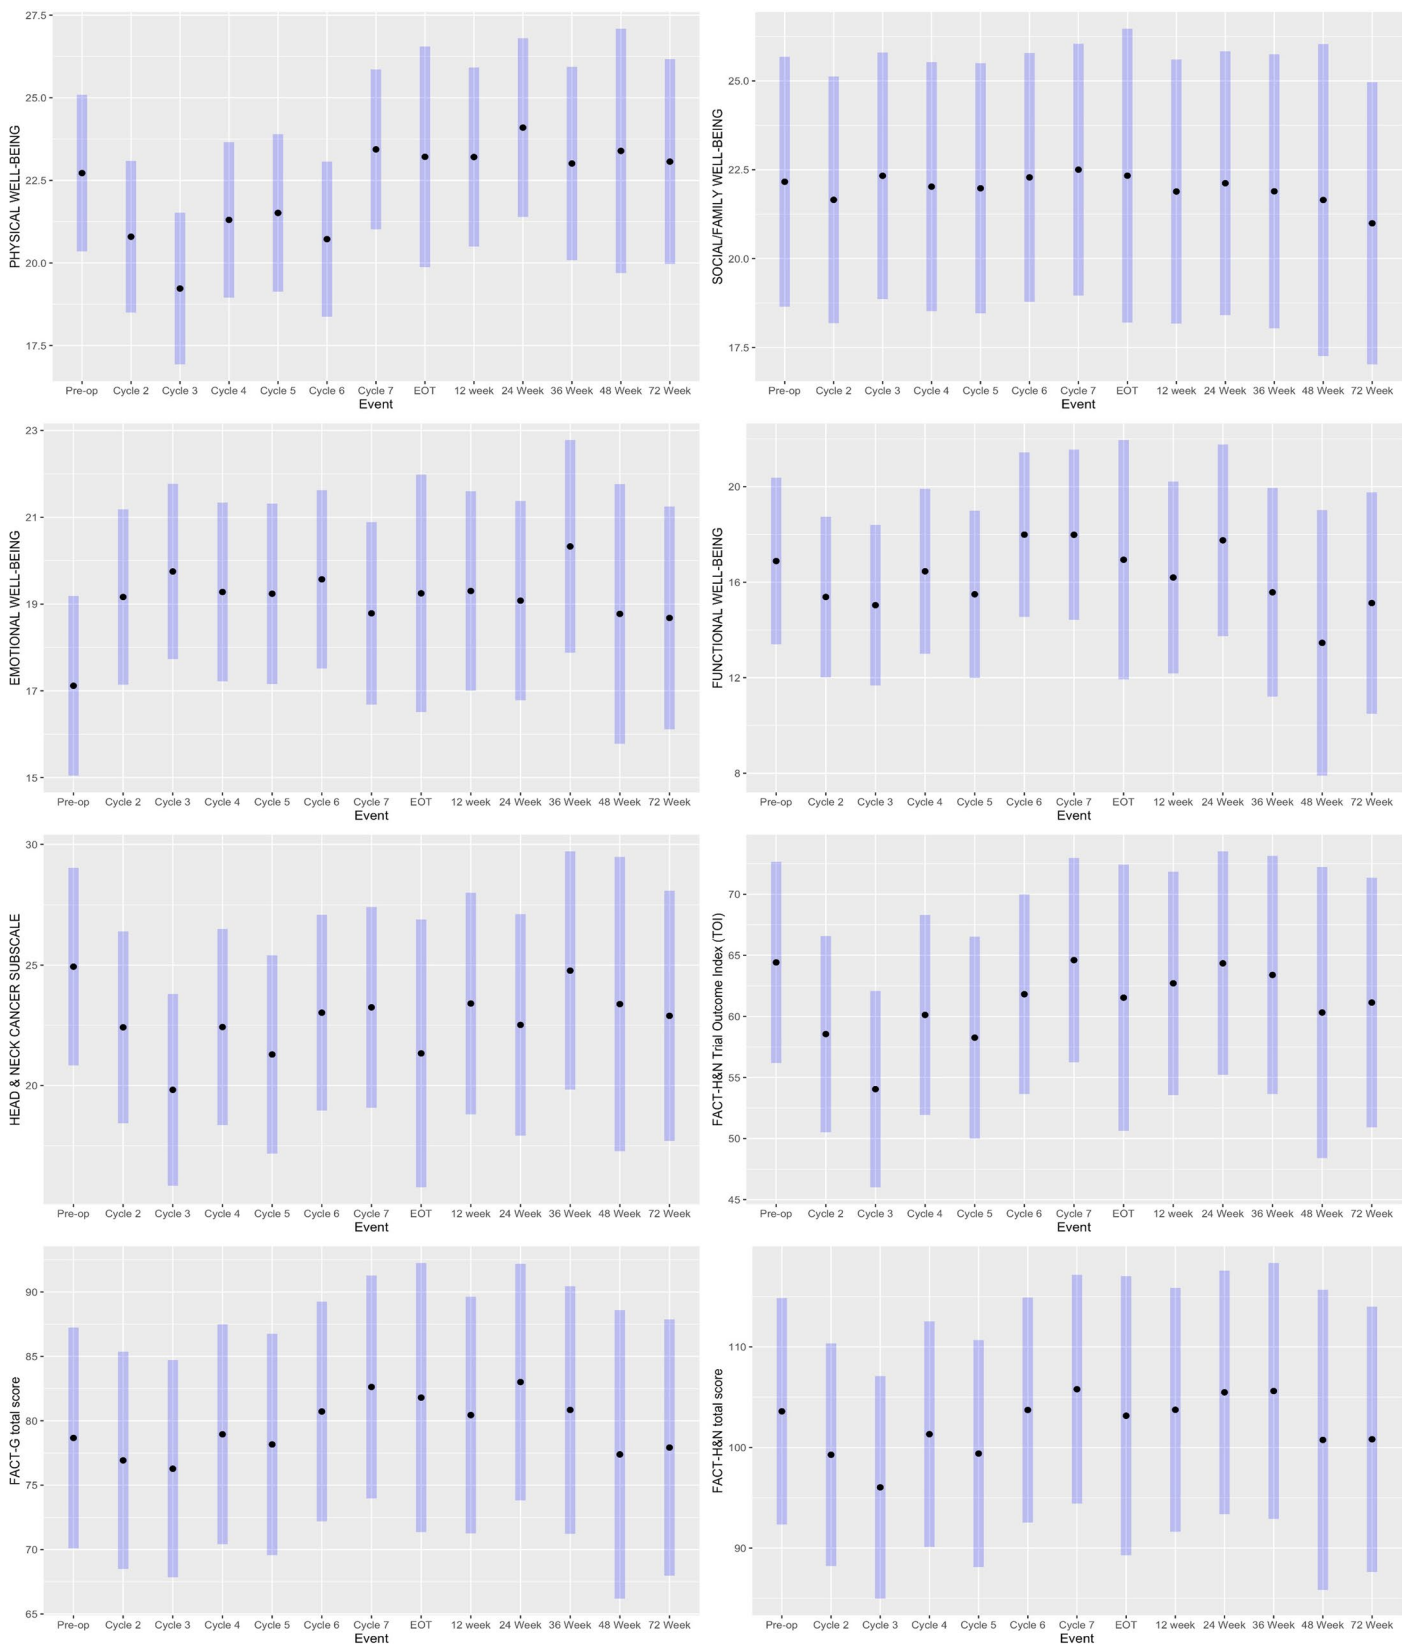 PHYSICAL WELL-BEING
27.5
25.0
22.5
20.0
17.5
Pre-op Cycle 2 Cycle 3 Cycle 4 Cycle 5 Cycle 6 Cycle 7 EOT 12 week 24 Week 36 Week 48 Week 72 Week
Event
SOCIAL/FAMILY WELL-BEING
25.0
22.5
20.0
17.5
Pre-op Cycle 2 Cycle 3 Cycle 4 Cycle 5 Cycle 6 Cycle 7 EOT 12 week 24 Week 36 Week 48 Week 72 Week
Event
EMOTIONAL WELL-BEING
23
21
19
17
15
Pre-op Cycle 2 Cycle 3 Cycle 4 Cycle 5 Cycle 6 Cycle 7 EOT 12 week 24 Week 36 Week 48 Week 72 Week
Event
FUNCTIONAL WELL-BEING
20
16
12
8
Pre-op Cycle 2 Cycle 3 Cycle 4 Cycle 5 Cycle 6 Cycle 7 EOT 12 week 24 Week 36 Week 48 Week 72 Week
Event
HEAD & NECK CANCER SUBSCALE
30
25
20
Pre-op Cycle 2 Cycle 3 Cycle 4 Cycle 5 Cycle 6 Cycle 7 EOT 12 week 24 Week 36 Week 48 Week 72 Week
Event
FACT-H&N Trial Outcome Index (TOI)
70
65
60
55
50
45
Pre-op Cycle 2 Cycle 3 Cycle 4 Cycle 5 Cycle 6 Cycle 7 EOT 12 week 24 Week 36 Week 48 Week 72 Week
Event
FACT-G total score
90
85
80
75
70
65
Pre-op Cycle 2 Cycle 3 Cycle 4 Cycle 5 Cycle 6 Cycle 7 EOT 12 week 24 Week 36 Week 48 Week 72 Week
Event
FACT-H&N total score
110
100
90
Pre-op Cycle 2 Cycle 3 Cycle 4 Cycle 5 Cycle 6 Cycle 7 EOT 12 week 24 Week 36 Week 48 Week 72 Week
Event